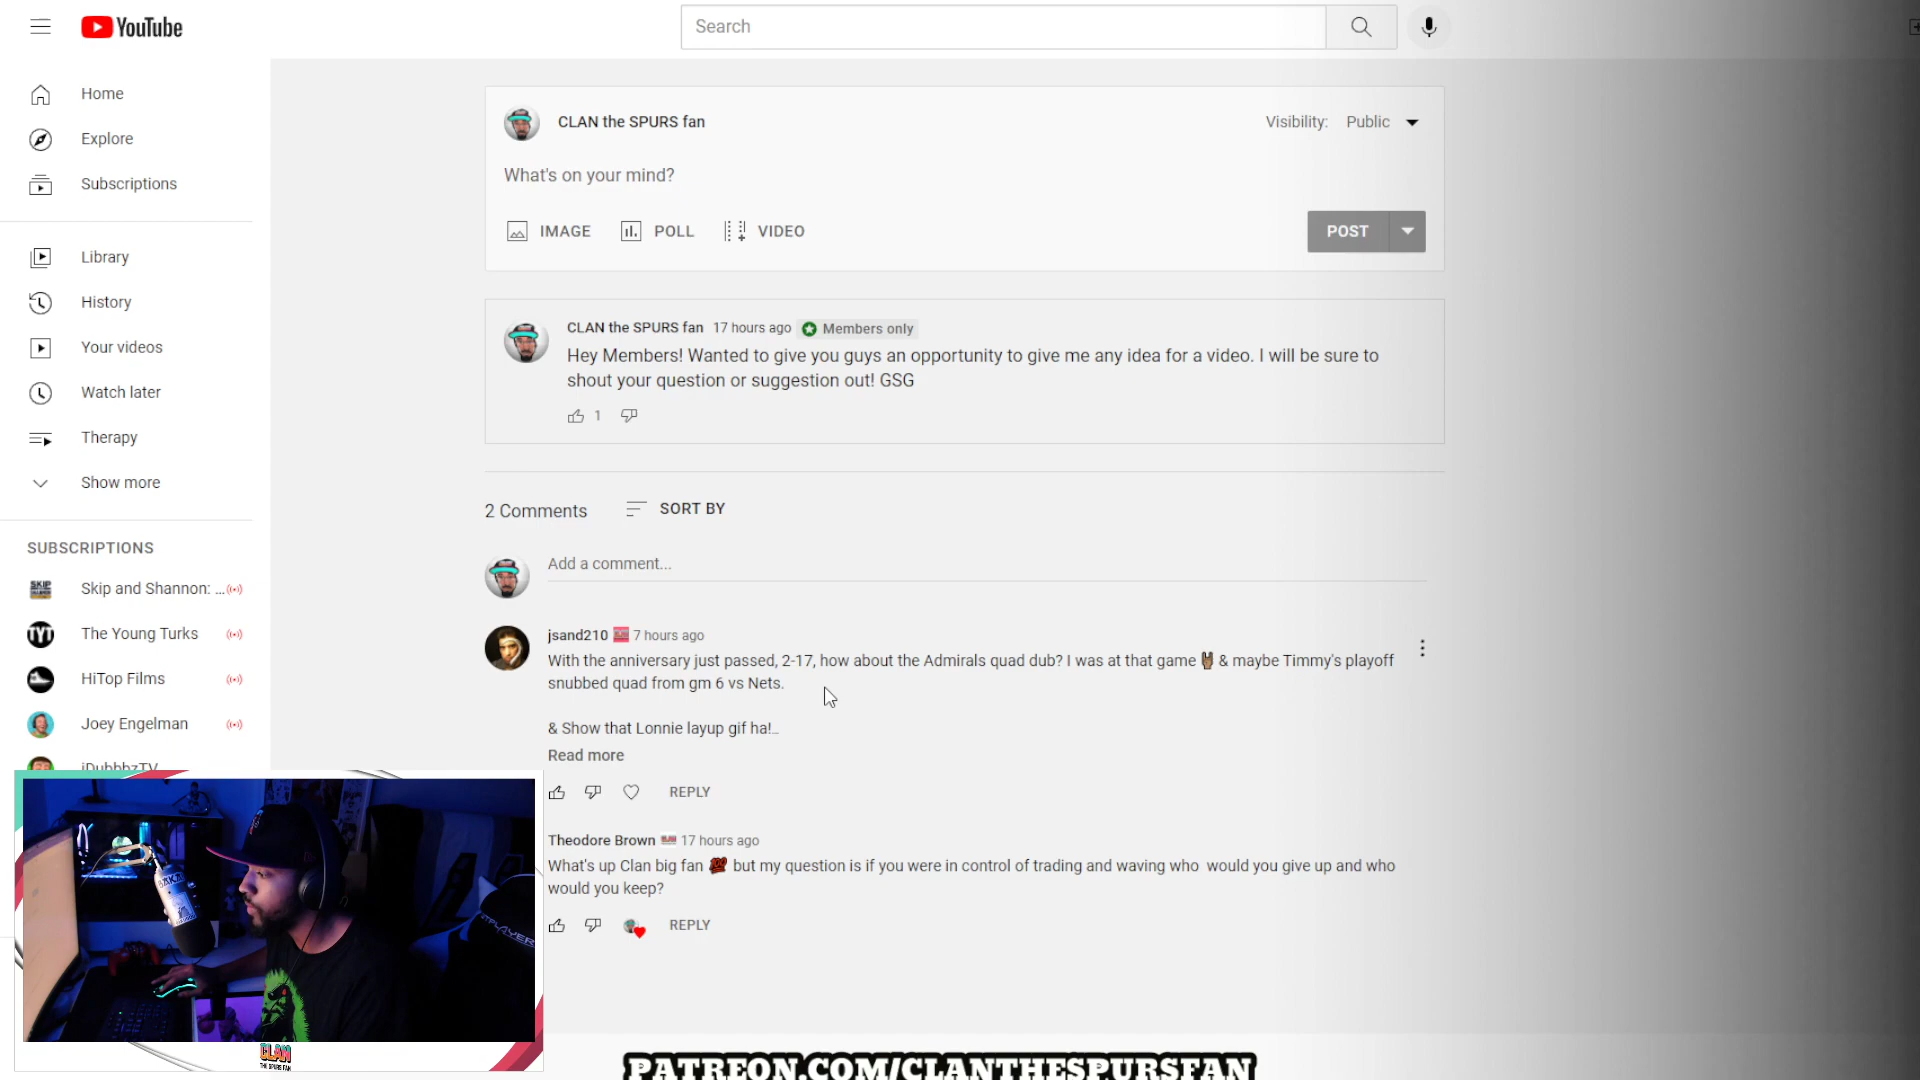 YouTube
Search
Home
Explore
Subscriptions
Library
History
Your videos
Watch later
Therapy
Show more
SUBSCRIPTIONS
Skip and Shannon: ...
The Young Turks
HiTop Films
Joey Engelman
iDubbbzTV
CLAN the SPURS fan
Visibility: Public
What's on your mind?
IMAGE POLL VIDEO
POST
CLAN the SPURS fan 17 hours ago Members only
Hey Members! Wanted to give you guys an opportunity to give me any idea for a video. I will be sure to
shout your question or suggestion out! GSG
1
2 Comments SORT BY
Add a comment...
jsand210 7 hours ago
With the anniversary just passed, 2-17, how about the Admirals quad dub? I was at that game 🤘🏾 & maybe Timmy's playoff
snubbed quad from gm 6 vs Nets.
& Show that Lonnie layup gif ha!...
Read more
REPLY
Theodore Brown 17 hours ago
What's up Clan big fan 💯 but my question is if you were in control of trading and waving who would you give up and who
would you keep?
REPLY
CLAN
THE SPURS FAN
PATREON.COM/CLANTHESPURSFAN